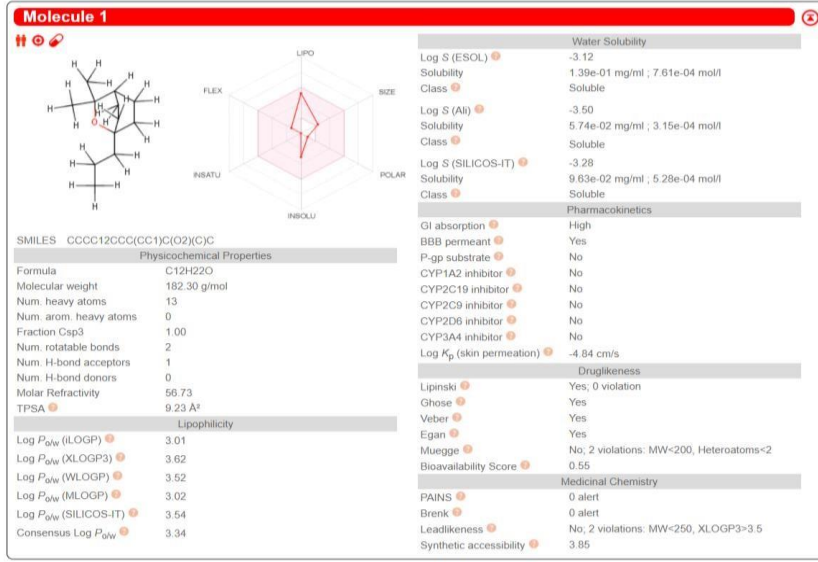 Molecule 1
LIPO
FLEX
SIZE
INSATU
POLAR
INSOLU
H H H H H H H H H H H H H H H H O
SMILES CCCC12CCC(CC1)C(O2)(C)C
Physicochemical Properties
Formula C12H22O
Molecular weight 182.30 g/mol
Num. heavy atoms 13
Num. arom. heavy atoms 0
Fraction Csp3 1.00
Num. rotatable bonds 2
Num. H-bond acceptors 1
Num. H-bond donors 0
Molar Refractivity 56.73
TPSA ? 9.23 Å²
Lipophilicity
Log Po/w (iLOGP) ? 3.01
Log Po/w (XLOGP3) ? 3.62
Log Po/w (WLOGP) ? 3.52
Log Po/w (MLOGP) ? 3.02
Log Po/w (SILICOS-IT) ? 3.54
Consensus Log Po/w ? 3.34
Water Solubility
Log S (ESOL) ? -3.12
Solubility 1.39e-01 mg/ml ; 7.61e-04 mol/l
Class ? Soluble
Log S (Ali) ? -3.50
Solubility 5.74e-02 mg/ml ; 3.15e-04 mol/l
Class ? Soluble
Log S (SILICOS-IT) ? -3.28
Solubility 9.63e-02 mg/ml ; 5.28e-04 mol/l
Class ? Soluble
Pharmacokinetics
GI absorption ? High
BBB permeant ? Yes
P-gp substrate ? No
CYP1A2 inhibitor ? No
CYP2C19 inhibitor ? No
CYP2C9 inhibitor ? No
CYP2D6 inhibitor ? No
CYP3A4 inhibitor ? No
Log Kp (skin permeation) ? -4.84 cm/s
Druglikeness
Lipinski ? Yes; 0 violation
Ghose ? Yes
Veber ? Yes
Egan ? Yes
Muegge ? No; 2 violations: MW<200, Heteroatoms<2
Bioavailability Score ? 0.55
Medicinal Chemistry
PAINS ? 0 alert
Brenk ? 0 alert
Leadlikeness ? No; 2 violations: MW<250, XLOGP3>3.5
Synthetic accessibility ? 3.85